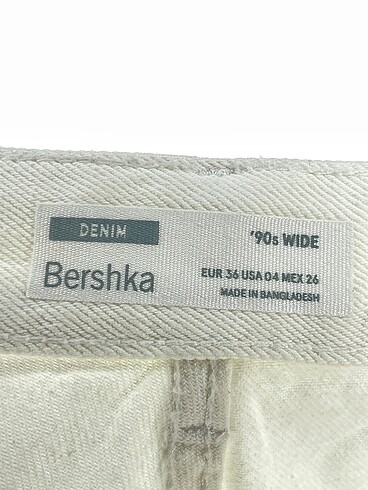 DENIM
'90s WIDE
Bershka
EUR 36 USA 04 MEX 26
MADE IN BANGLADESH